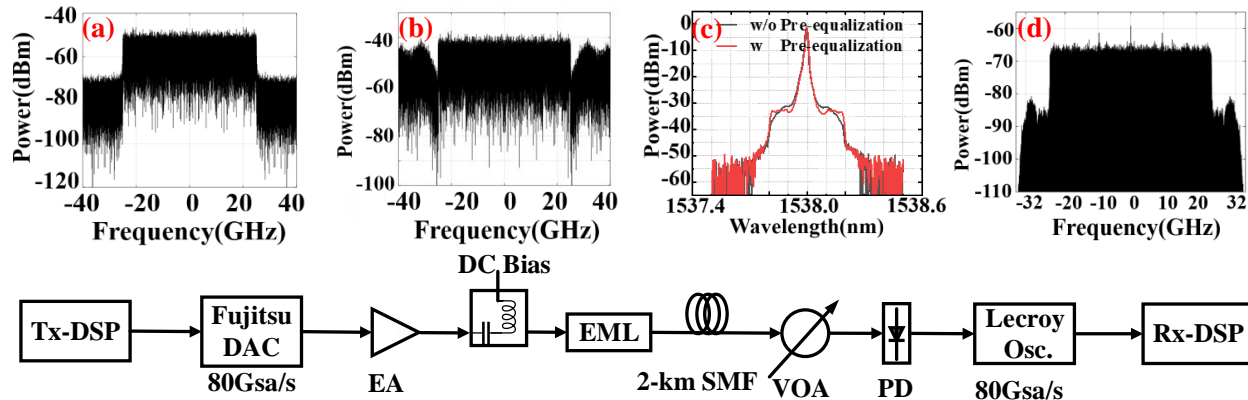 (a)
Power(dBm)
-40
-60
-80
-100
-120
-40
-20
0
20
40
Frequency(GHz)
(b)
Power(dBm)
-40
-60
-80
-100
-40
-20
0
20
40
Frequency(GHz)
(c)
w/o Pre-equalization
w Pre-equalization
Power(dBm)
0
-10
-20
-30
-40
-50
-60
1537.4
1538.0
1538.6
Wavelength(nm)
(d)
Power(dBm)
-60
-70
-80
-90
-100
-110
-32
-20
-10
0
10
20
32
Frequency(GHz)
DC Bias
Tx-DSP
Fujitsu
DAC
80Gsa/s
EA
EML
2-km SMF
VOA
PD
Lecroy
Osc.
80Gsa/s
Rx-DSP